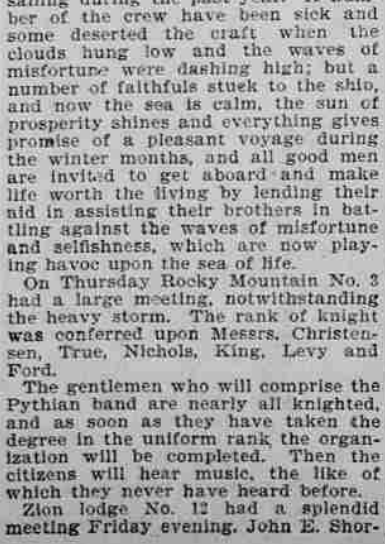 sailing during the past year.
ber of the crew have been sick and
some deserted the craft when the
clouds hung low and the waves of
misfortune were dashing high; but a
number of faithfuls stuck to the ship,
and now the sea is calm, the sun of
prosperity shines and everything gives
promise of a pleasant voyage during
the winter months, and all good men
are invited to get aboard and make
life worth the living by lending their
aid in assisting their brothers in bat-
tling against the waves of misfortune
and selfishness, which are now play-
ing havoc upon the sea of life.
On Thursday Rocky Mountain No. 3
had a large meeting, notwithstanding
the heavy storm. The rank of knight
was conferred upon Messrs. Christen-
sen, True, Nichols, King, Levy and
Ford.
The gentlemen who will comprise the
Pythian band are nearly all knighted,
and as soon as they have taken the
degree in the uniform rank the organ-
ization will be completed. Then the
citizens will hear music, the like of
which they never have heard before.
Zion lodge No. 12 had a splendid
meeting Friday evening. John E. Shor-